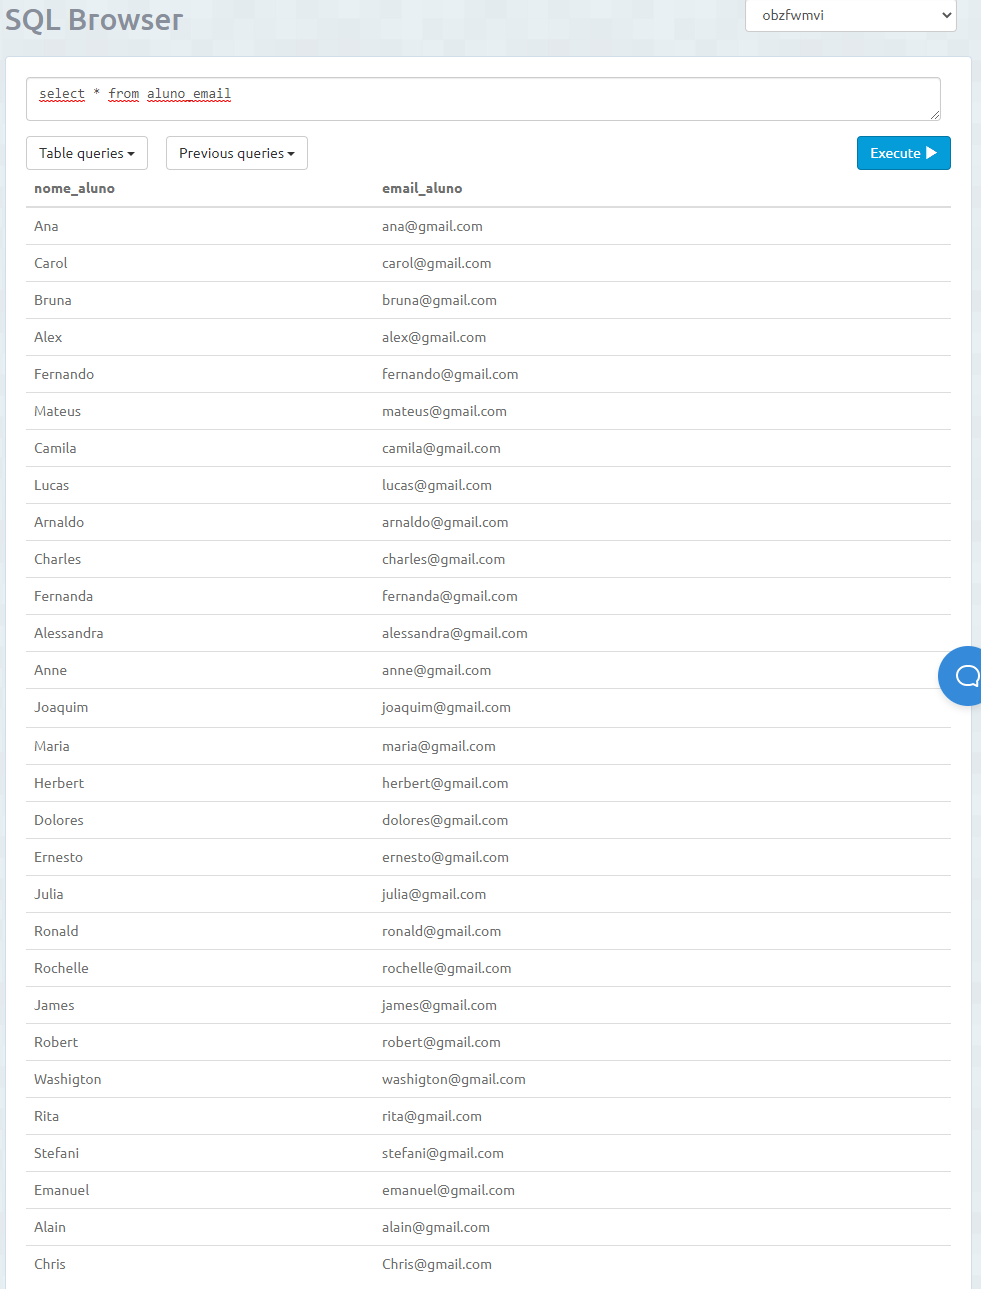 SQL Browser
obzfwmvi
select * from aluno_email
Table queries
Previous queries
Execute
nome_aluno email_aluno
Ana ana@gmail.com
Carol carol@gmail.com
Bruna bruna@gmail.com
Alex alex@gmail.com
Fernando fernando@gmail.com
Mateus mateus@gmail.com
Camila camila@gmail.com
Lucas lucas@gmail.com
Arnaldo arnaldo@gmail.com
Charles charles@gmail.com
Fernanda fernanda@gmail.com
Alessandra alessandra@gmail.com
Anne anne@gmail.com
Joaquim joaquim@gmail.com
Maria maria@gmail.com
Herbert herbert@gmail.com
Dolores dolores@gmail.com
Ernesto ernesto@gmail.com
Julia julia@gmail.com
Ronald ronald@gmail.com
Rochelle rochelle@gmail.com
James james@gmail.com
Robert robert@gmail.com
Washigton washigton@gmail.com
Rita rita@gmail.com
Stefani stefani@gmail.com
Emanuel emanuel@gmail.com
Alain alain@gmail.com
Chris Chris@gmail.com